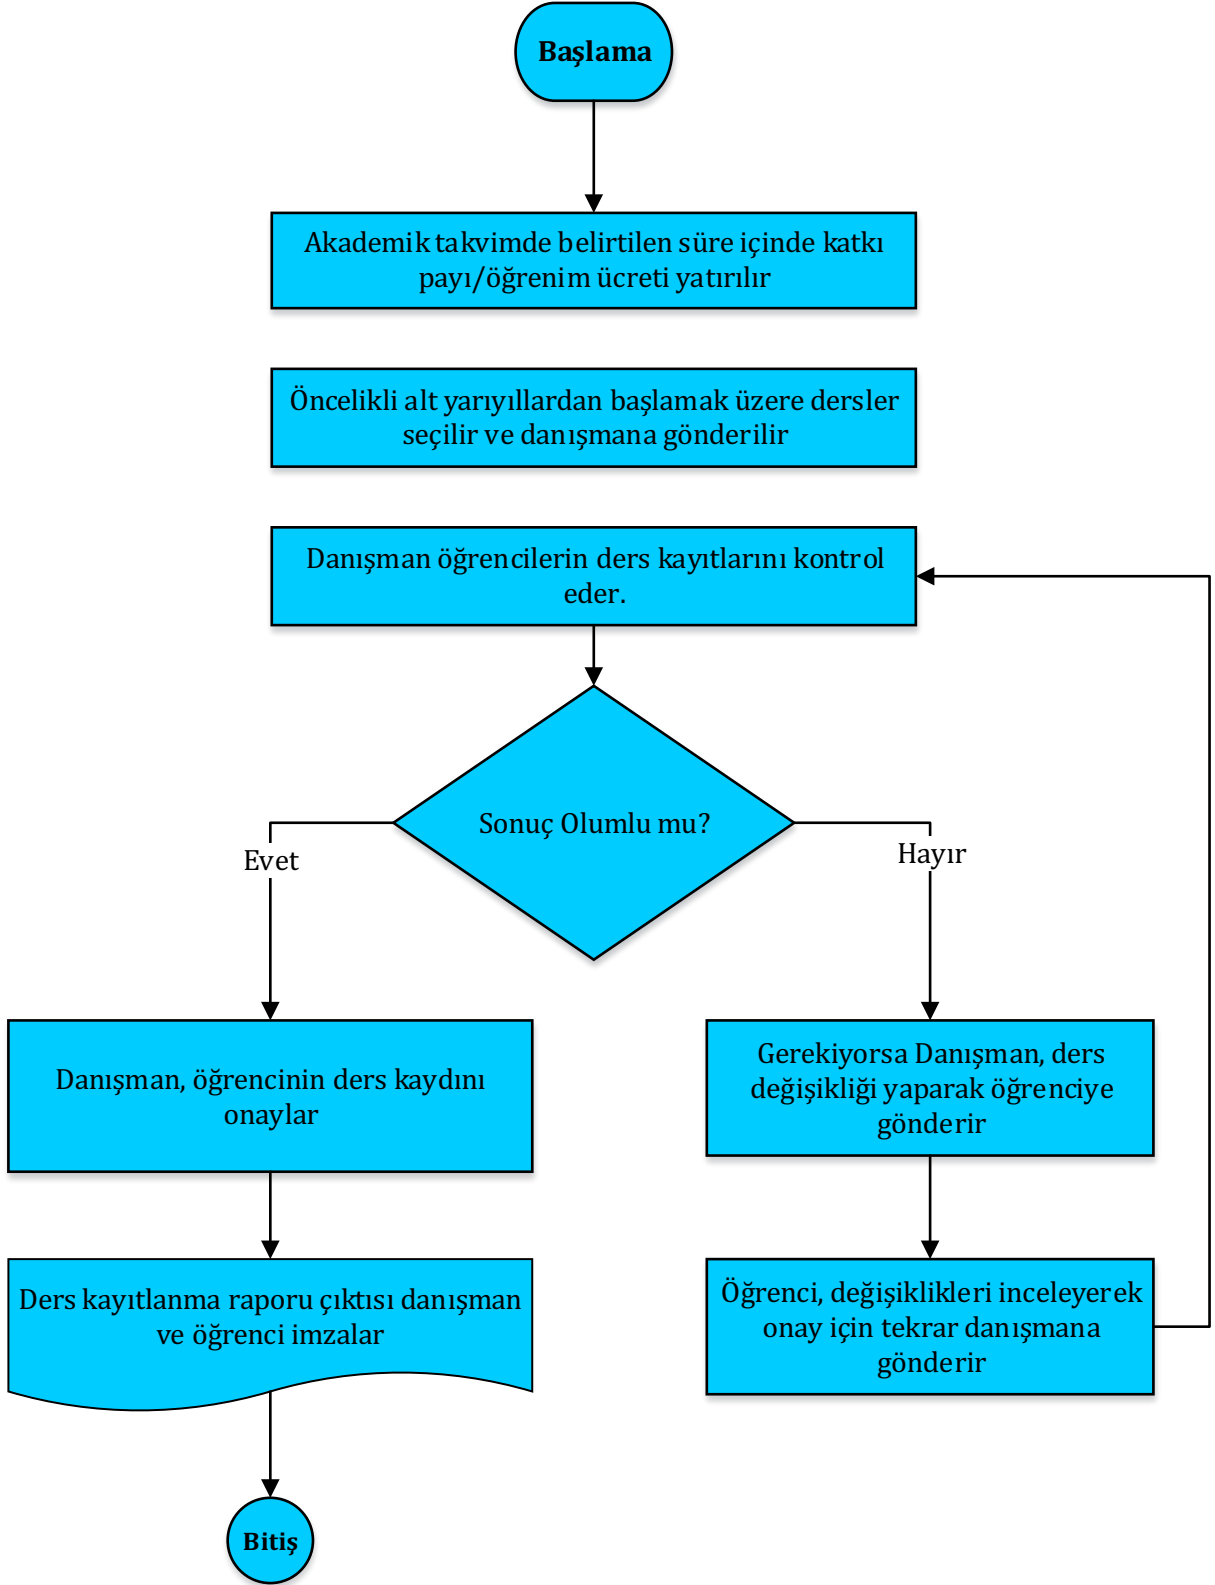 Başlama
Akademik takvimde belirtilen süre içinde katkı
payı/öğrenim ücreti yatırılır
Öncelikli alt yarıyıllardan başlamak üzere dersler
seçilir ve danışmana gönderilir
Danışman öğrencilerin ders kayıtlarını kontrol
eder.
Sonuç Olumlu mu?
Evet
Hayır
Danışman, öğrencinin ders kaydını
onaylar
Gerekiyorsa Danışman, ders
değişikliği yaparak öğrenciye
gönderir
Ders kayıtlanma raporu çıktısı danışman
ve öğrenci imzalar
Öğrenci, değişiklikleri inceleyerek
onay için tekrar danışmana
gönderir
Bitiş